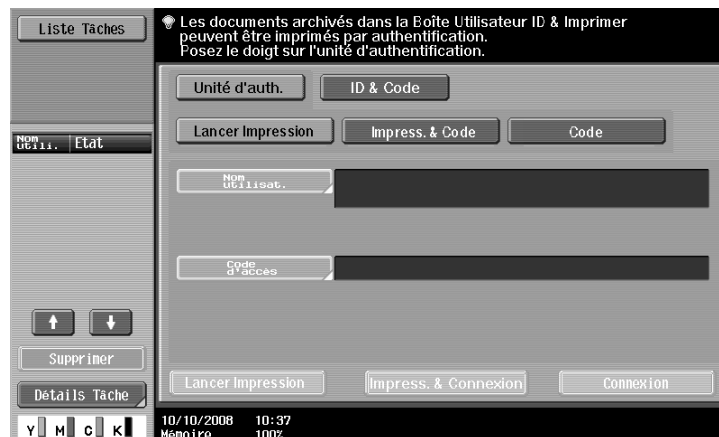 Liste Tâches
Les documents archivés dans la Boîte Utilisateur ID & Imprimer
peuvent être imprimés par authentification.
Posez le doigt sur l'unité d'authentification.
Unité d'auth. ID & Code
Lancer Impression Impress. & Code Code
Nom utili. Etat
Nom
utilisat.
Code
d'accès
Supprimer
Détails Tâche
Lancer Impression Impress. & Connexion Connexion
Y M C K
10/10/2008 10:37
Mémoire 100%